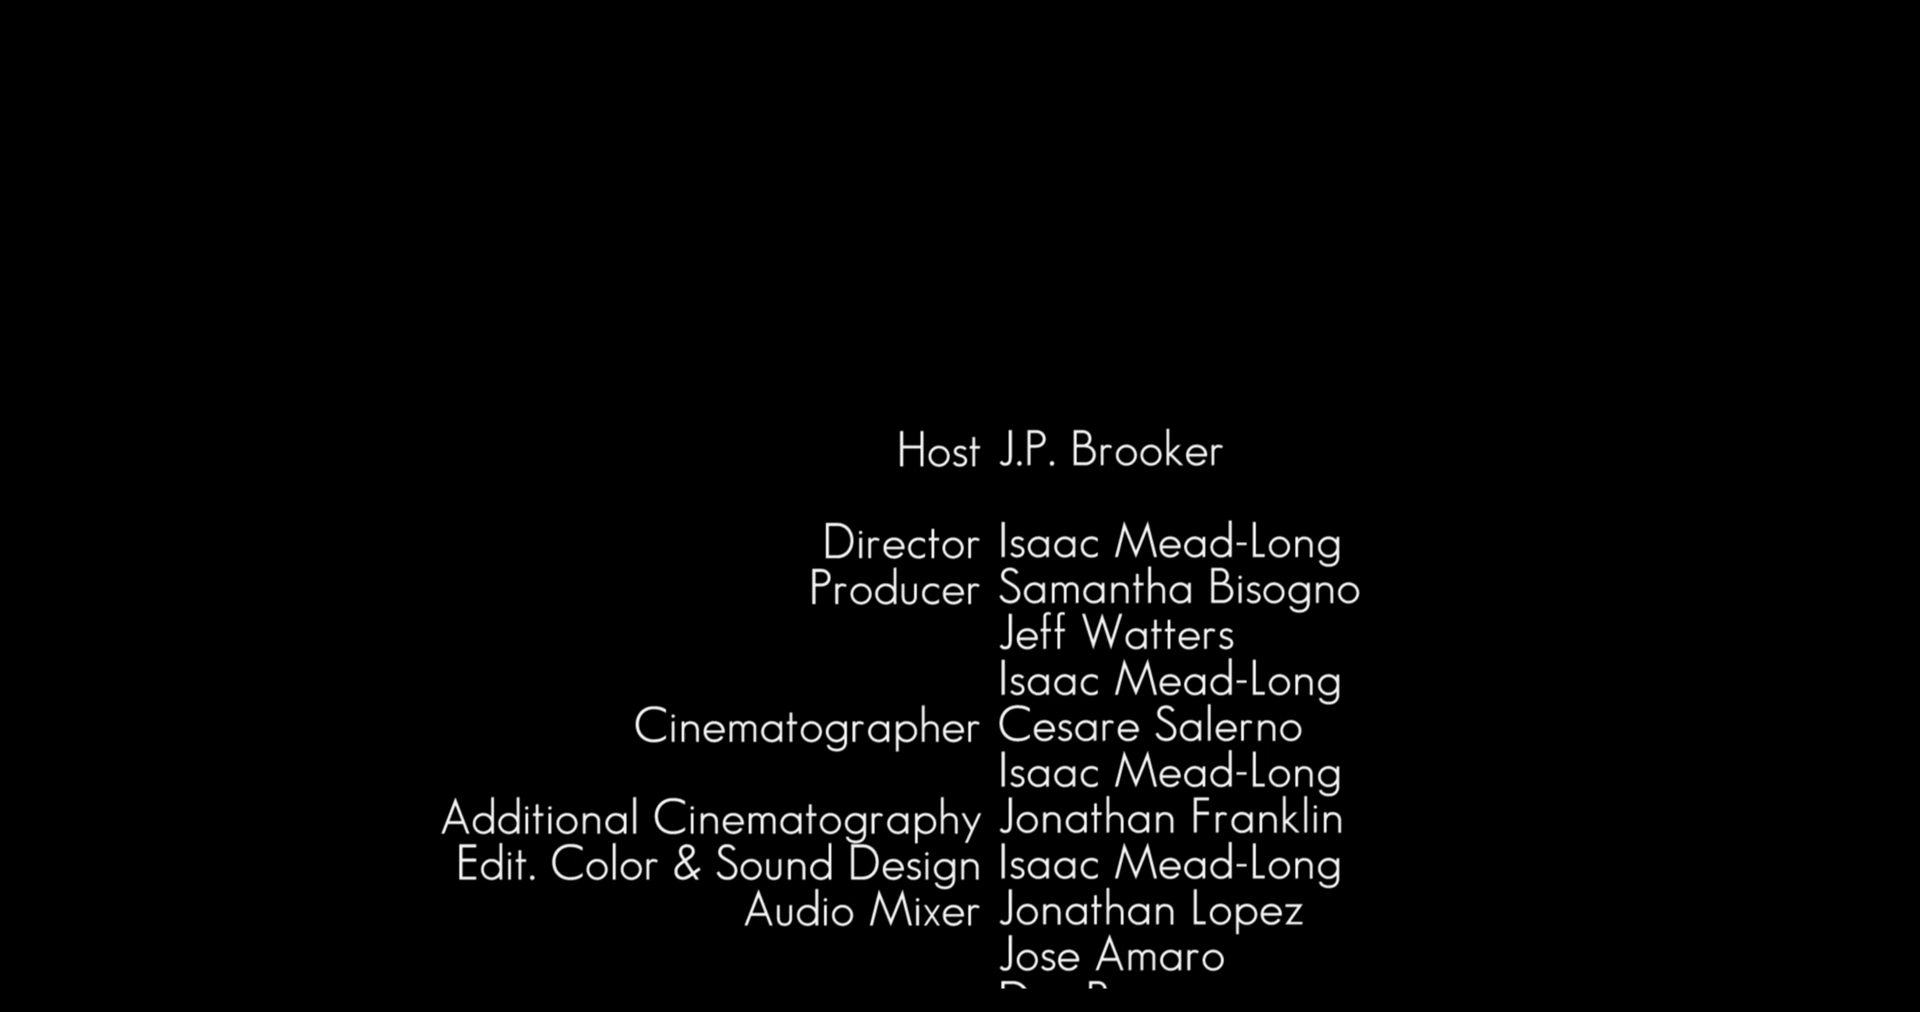 Host J.P. Brooker
Director Isaac Mead-Long
Producer Samantha Bisogno
Jeff Watters
Isaac Mead-Long
Cinematographer Cesare Salerno
Isaac Mead-Long
Additional Cinematography Jonathan Franklin
Edit. Color & Sound Design Isaac Mead-Long
Audio Mixer Jonathan Lopez
Jose Amaro